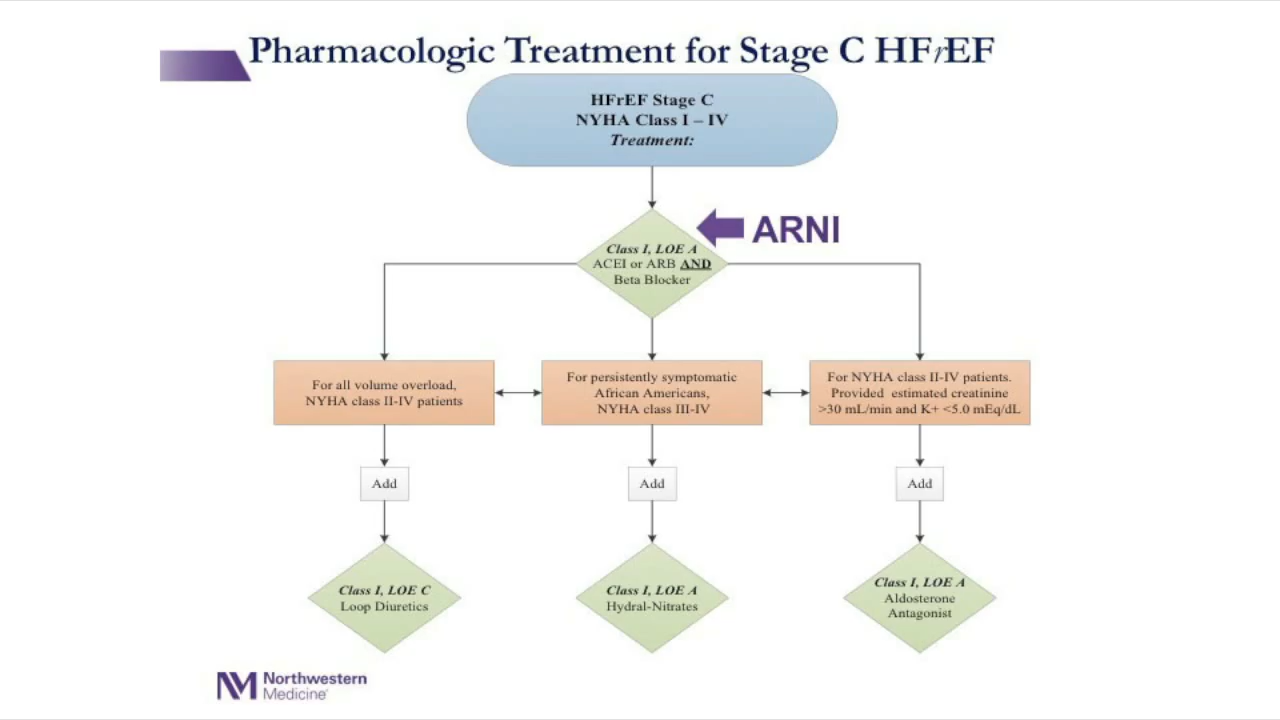 Pharmacologic Treatment for Stage C HFrEF
HFrEF Stage C
NYHA Class I – IV
Treatment:
ARNI
Class I, LOE A
ACEI or ARB AND
Beta Blocker
For all volume overload,
NYHA class II-IV patients
For persistently symptomatic
African Americans,
NYHA class III-IV
For NYHA class II-IV patients.
Provided estimated creatinine
>30 mL/min and K+ <5.0 mEq/dL
Add
Add
Add
Class I, LOE C
Loop Diuretics
Class I, LOE A
Hydral-Nitrates
Class I, LOE A
Aldosterone
Antagonist
NM
Northwestern
Medicine®